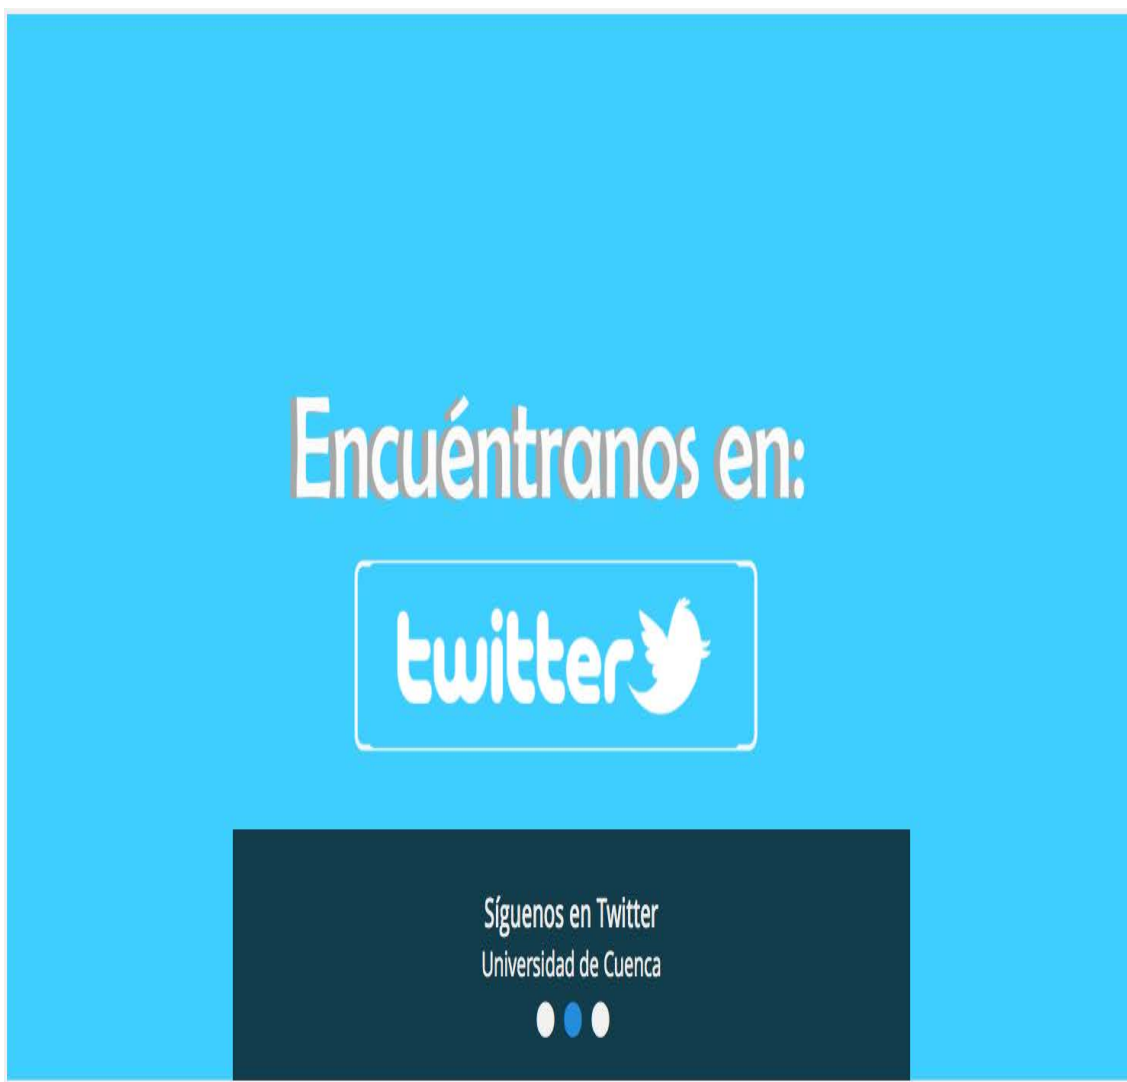 Encuéntranos en:
twitter
Síguenos en Twitter
Universidad de Cuenca